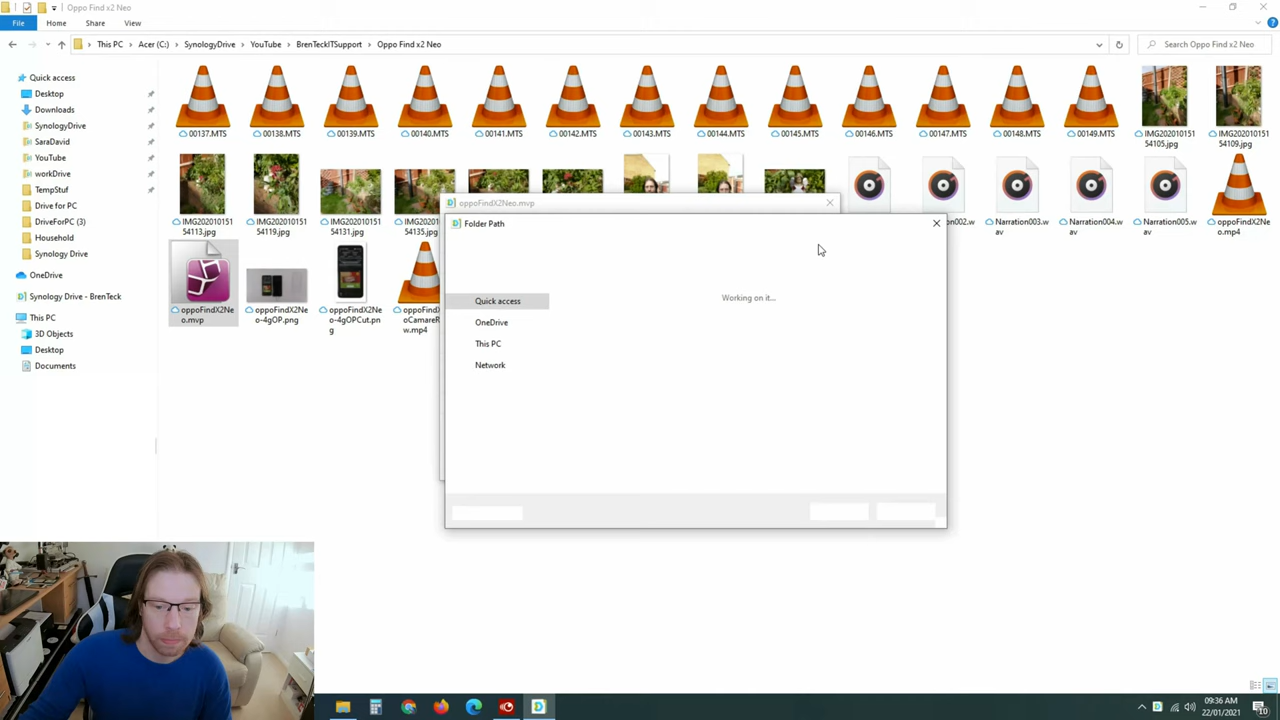 Oppo Find x2 Neo
File Home Share View
This PC Acer (C:) SynologyDrive YouTube BrenTeckITSupport Oppo Find x2 Neo
Search Oppo Find x2 Neo
Quick access
Desktop
Downloads
SynologyDrive
SaraDavid
YouTube
workDrive
TempStuf
Drive for PC
DriveForPC (3)
Household
Synology Drive
OneDrive
Synology Drive - BrenTeck
This PC
3D Objects
Desktop
Documents
00137.MTS
00138.MTS
00139.MTS
00140.MTS
00141.MTS
00142.MTS
00143.MTS
00144.MTS
00145.MTS
00146.MTS
00147.MTS
00148.MTS
00149.MTS
IMG202010151
54105.jpg
IMG202010151
54109.jpg
IMG202010151
54113.jpg
IMG202010151
54119.jpg
IMG202010151
54131.jpg
IMG202010151
54135.jpg
002.w
av
Narration003.w
av
Narration004.w
av
Narration005.w
av
oppoFindX2Ne
o.mp4
oppoFindX2Ne
o.mvp
oppoFindX2Ne
o-4gOP.png
oppoFindX2Ne
o-4gOPCut.pn
g
oppoFindX
oCamareR
w.mp4
oppoFindX2Neo.mvp
Folder Path
Working on it...
Quick access
OneDrive
This PC
Network
09:36 AM
22/01/2021
10